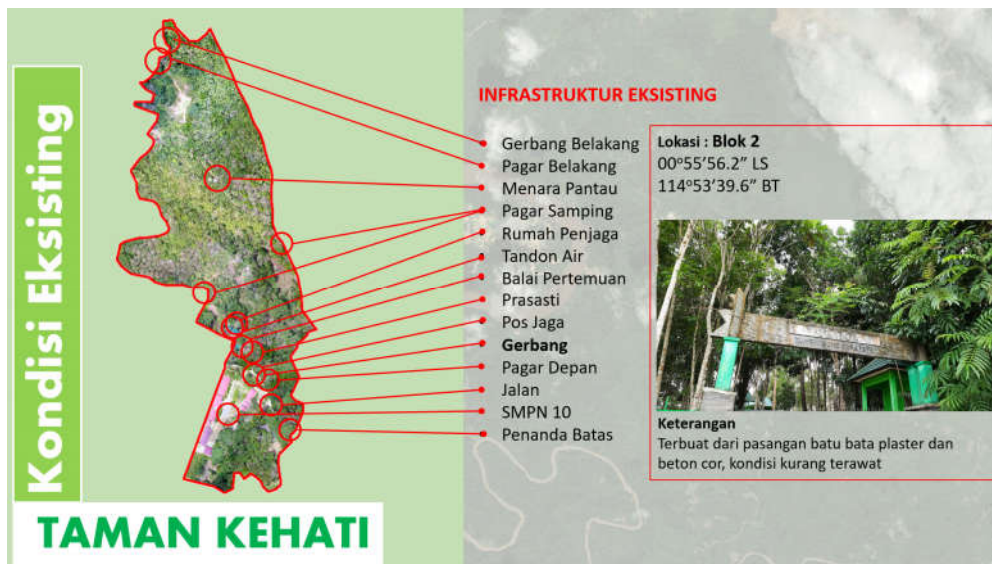 Kondisi Eksisting
TAMAN KEHATI
INFRASTRUKTUR EKSISTING
Gerbang Belakang
Pagar Belakang
Menara Pantau
Pagar Samping
Rumah Penjaga
Tandon Air
Balai Pertemuan
Prasasti
Pos Jaga
Gerbang
Pagar Depan
Jalan
SMPN 10
Penanda Batas
Lokasi : Blok 2
00°55’56.2” LS
114°53’39.6” BT
Keterangan
Terbuat dari pasangan batu bata plaster dan
beton cor, kondisi kurang terawat